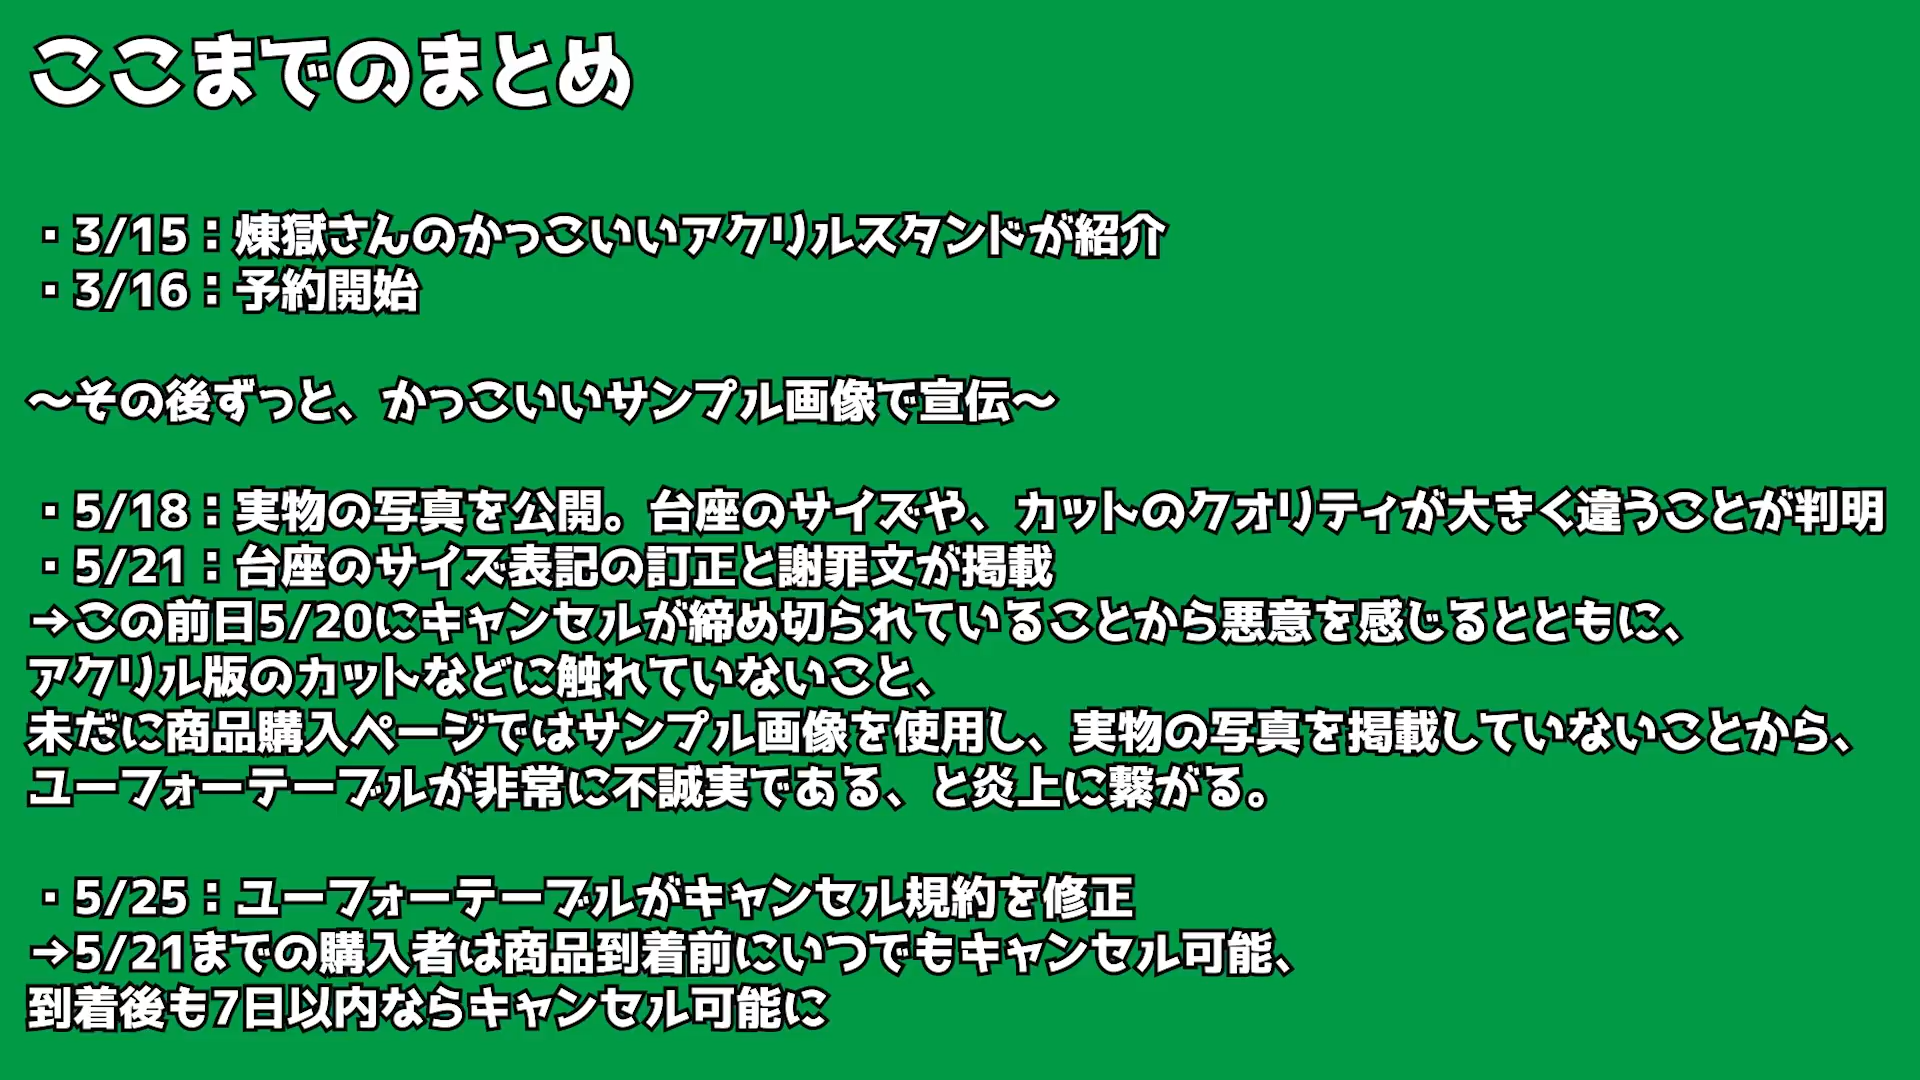 ここまでのまとめ
・3/15：煉獄さんのかっこいいアクリルスタンドが紹介
・3/16：予約開始
～その後ずっと、かっこいいサンプル画像で宣伝～
・5/18：実物の写真を公開。台座のサイズや、カットのクオリティが大きく違うことが判明
・5/21：台座のサイズ表記の訂正と謝罪文が掲載
→この前日5/20にキャンセルが締め切られていることから悪意を感じるとともに、
アクリル版のカットなどに触れていないこと、
未だに商品購入ページではサンプル画像を使用し、実物の写真を掲載していないことから、
ユーフォーテーブルが非常に不誠実である、と炎上に繋がる。
・5/25：ユーフォーテーブルがキャンセル規約を修正
→5/21までの購入者は商品到着前にいつでもキャンセル可能、
到着後も7日以内ならキャンセル可能に